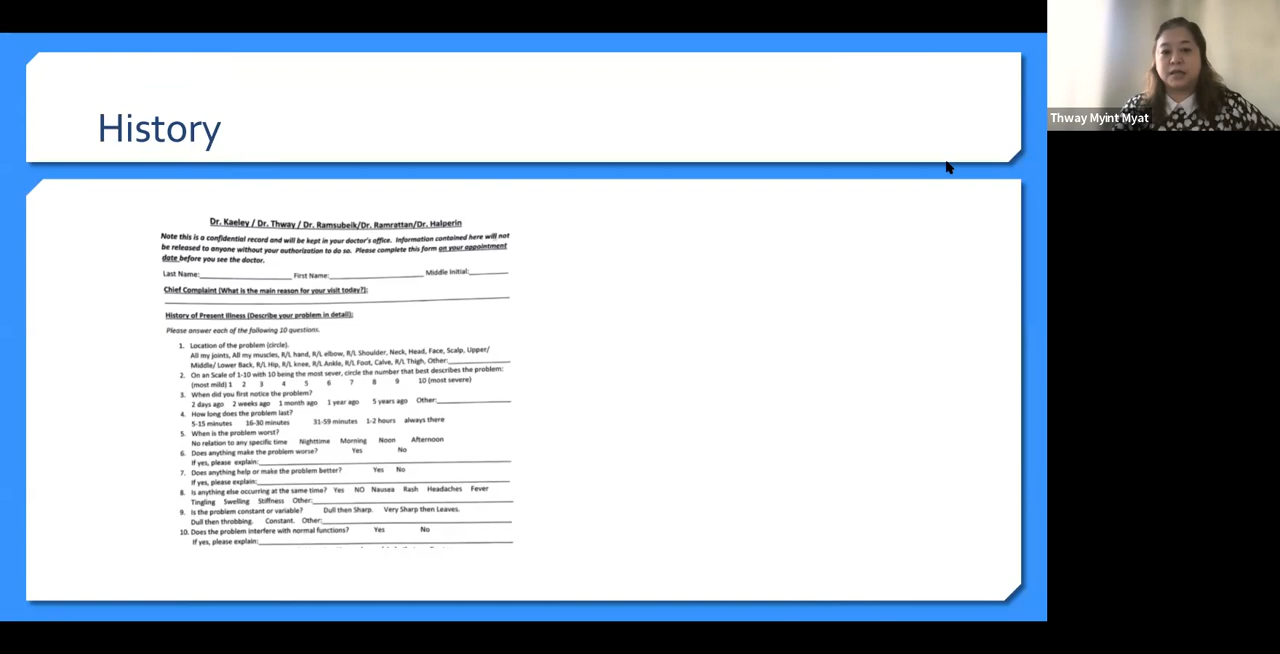 History
Dr. Kaeley / Dr. Thway / Dr. Ramsubeik/Dr. Ramrattan/Dr. Halperin
Note this is a confidential record and will be kept in your doctor's office. Information contained here will not
be released to anyone without your authorization to do so. Please complete this form on your appointment
date before you see the doctor.
Last Name: First Name: Middle Initial:
Chief Complaint (What is the main reason for your visit today?):
History of Present Illness (Describe your problem in detail):
Please answer each of the following 10 questions.
1. Location of the problem (circle).
All my joints, All my muscles, R/L hand, R/L elbow, R/L Shoulder, Neck, Head, Face, Scalp, Upper/
Middle/ Lower Back, R/L Hip, R/L knee, R/L Ankle, R/L Foot, Calve, R/L Thigh, Other:
2. On an Scale of 1-10 with 10 being the most sever, circle the number that best describes the problem:
(most mild) 1 2 3 4 5 6 7 8 9 10 (most severe)
3. When did you first notice the problem?
2 days ago 2 weeks ago 1 month ago 1 year ago 5 years ago Other:
4. How long does the problem last?
5-15 minutes 16-30 minutes 31-59 minutes 1-2 hours always there
5. When is the problem worst?
No relation to any specific time Nighttime Morning Noon Afternoon
6. Does anything make the problem worse? Yes No
If yes, please explain:
7. Does anything help or make the problem better? Yes No
If yes, please explain:
8. Is anything else occurring at the same time? Yes NO Nausea Rash Headaches Fever
Tingling Swelling Stiffness Other:
9. Is the problem constant or variable? Dull then Sharp. Very Sharp then Leaves.
Dull then throbbing. Constant. Other:
10. Does the problem interfere with normal functions? Yes No
If yes, please explain:
Thway Myint Myat